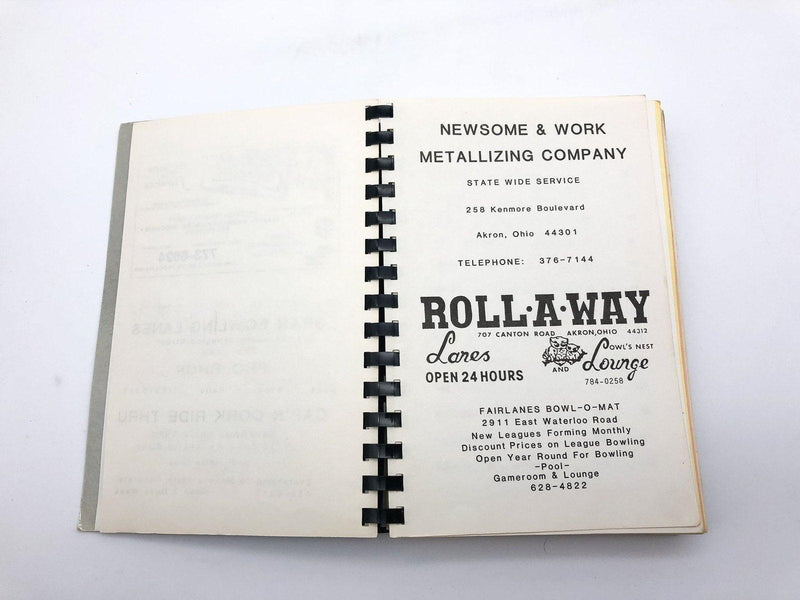 NEWSOME & WORK
METALLIZING COMPANY
STATE WIDE SERVICE
258 Kenmore Boulevard
Akron, Ohio 44301
TELEPHONE: 376-7144
ROLL·A·WAY
707 CANTON ROAD AKRON, OHIO 44312
Lanes
OPEN 24 HOURS
AND
OWL'S NEST
Lounge
784-0258
FAIRLANES BOWL-O-MAT
2911 East Waterloo Road
New Leagues Forming Monthly
Discount Prices on League Bowling
Open Year Round For Bowling
-Pool-
Gameroom & Lounge
628-4822